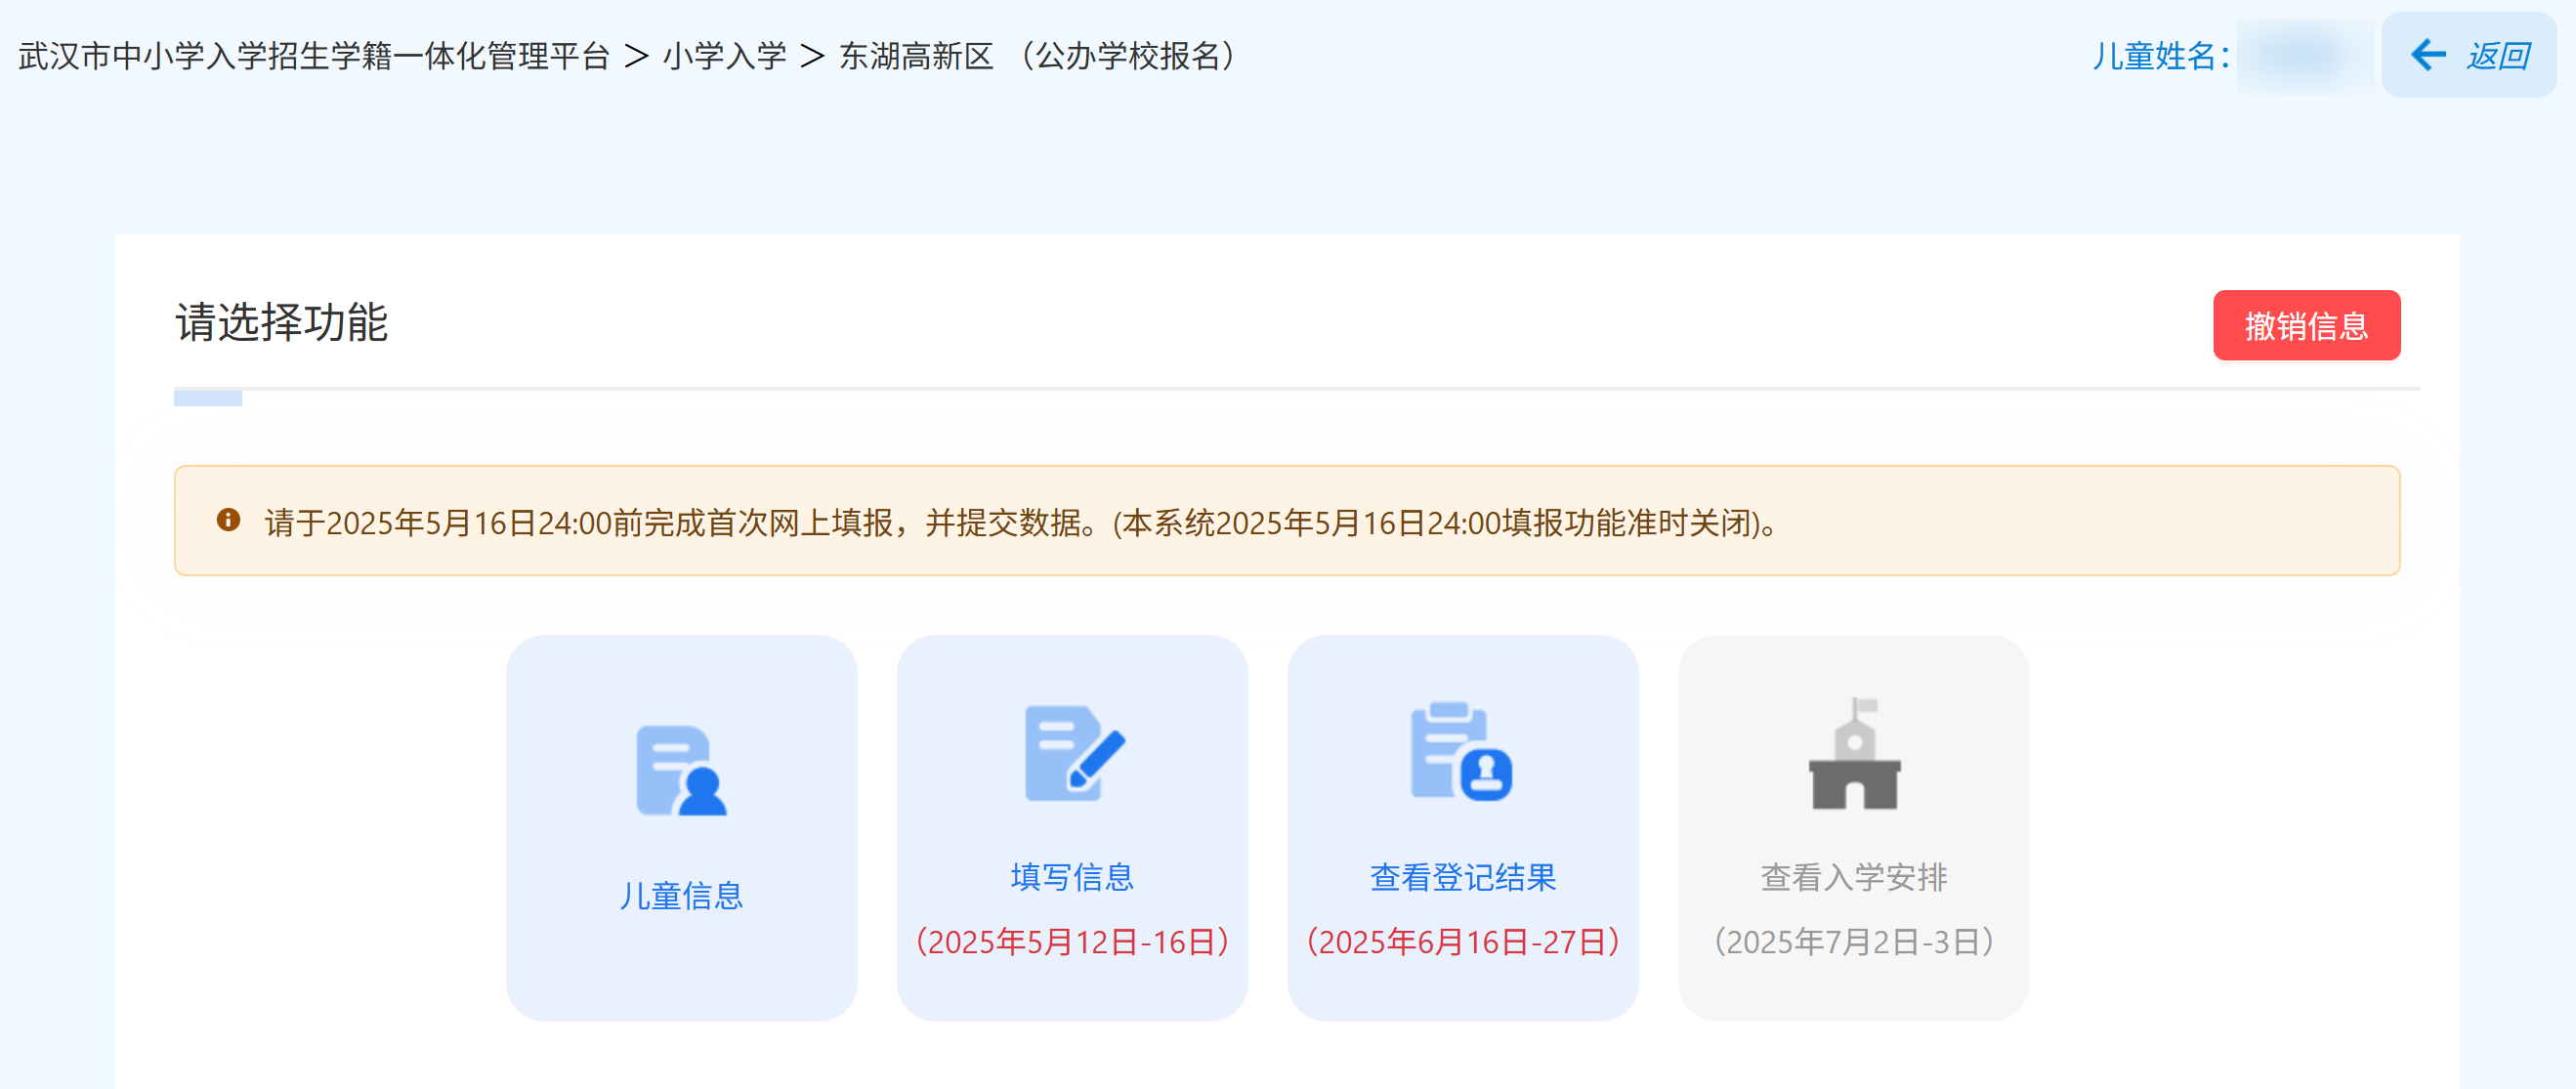 武汉市中小学入学招生学籍一体化管理平台 > 小学入学 > 东湖高新区 （公办学校报名）
儿童姓名：
返回
请选择功能
撤销信息
请于2025年5月16日24:00前完成首次网上填报，并提交数据。(本系统2025年5月16日24:00填报功能准时关闭)。
儿童信息
填写信息
（2025年5月12日-16日）
查看登记结果
（2025年6月16日-27日）
查看入学安排
（2025年7月2日-3日）